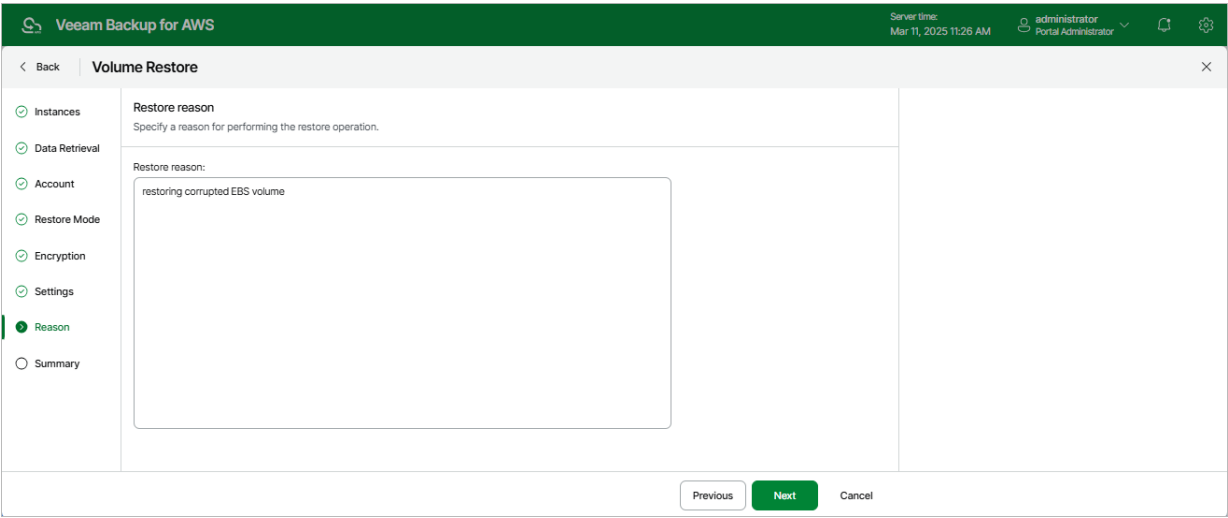 Veeam Backup for AWS
Server time:
Mar 11, 2025 11:26 AM
administrator
Portal Administrator
Back
Volume Restore
Instances
Data Retrieval
Account
Restore Mode
Encryption
Settings
Reason
Summary
Restore reason
Specify a reason for performing the restore operation.
Restore reason:
restoring corrupted EBS volume
Previous
Next
Cancel